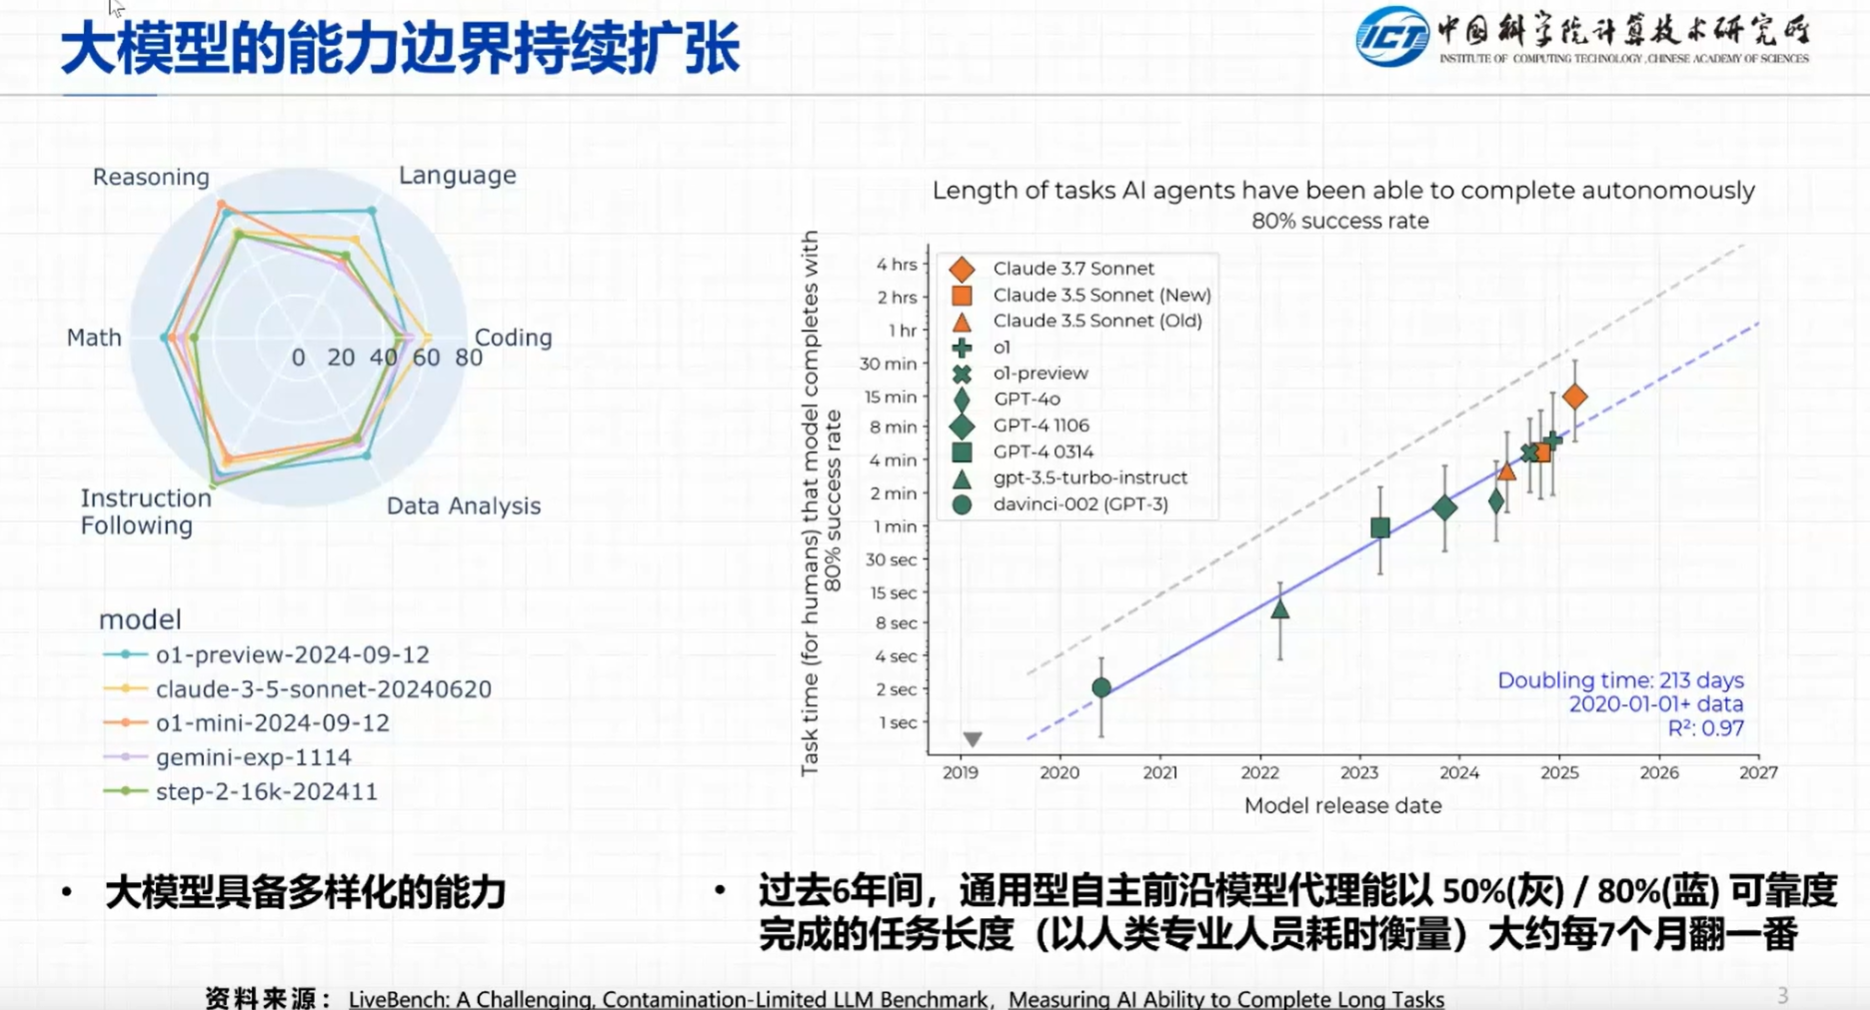 大模型的能力边界持续扩张
ICT
中国科学院计算技术研究所
INSTITUTE OF COMPUTING TECHNOLOGY, CHINESE ACADEMY OF SCIENCES
Reasoning
Language
Math
Coding
0 20 40 60 80
Instruction
Following
Data Analysis
model
o1-preview-2024-09-12
claude-3-5-sonnet-20240620
o1-mini-2024-09-12
gemini-exp-1114
step-2-16k-202411
Length of tasks AI agents have been able to complete autonomously
80% success rate
Task time (for humans) that model completes with
80% success rate
4 hrs
2 hrs
1 hr
30 min
15 min
8 min
4 min
2 min
1 min
30 sec
15 sec
8 sec
4 sec
2 sec
1 sec
Claude 3.7 Sonnet
Claude 3.5 Sonnet (New)
Claude 3.5 Sonnet (Old)
o1
o1-preview
GPT-4o
GPT-4 1106
GPT-4 0314
gpt-3.5-turbo-instruct
davinci-002 (GPT-3)
Doubling time: 213 days
2020-01-01+ data
R²: 0.97
2019 2020 2021 2022 2023 2024 2025 2026 2027
Model release date
• 大模型具备多样化的能力
• 过去6年间，通用型自主前沿模型代理能以 50%(灰) / 80%(蓝) 可靠度
完成的任务长度（以人类专业人员耗时衡量）大约每7个月翻一番
资料来源： LiveBench: A Challenging, Contamination-Limited LLM Benchmark， Measuring AI Ability to Complete Long Tasks
3